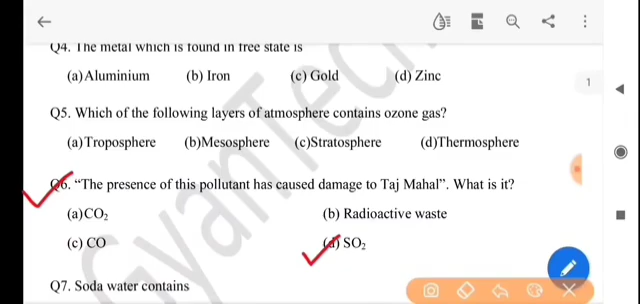 Q4. The metal which is found in free state is
(a)Aluminium (b) Iron (c) Gold (d) Zinc
1
Q5. Which of the following layers of atmosphere contains ozone gas?
(a)Troposphere (b)Mesosphere (c)Stratosphere (d)Thermosphere
Q6. “The presence of this pollutant has caused damage to Taj Mahal”. What is it?
(a)CO₂ (b) Radioactive waste
(c) CO (d) SO₂
Q7. Soda water contains
GyanTech